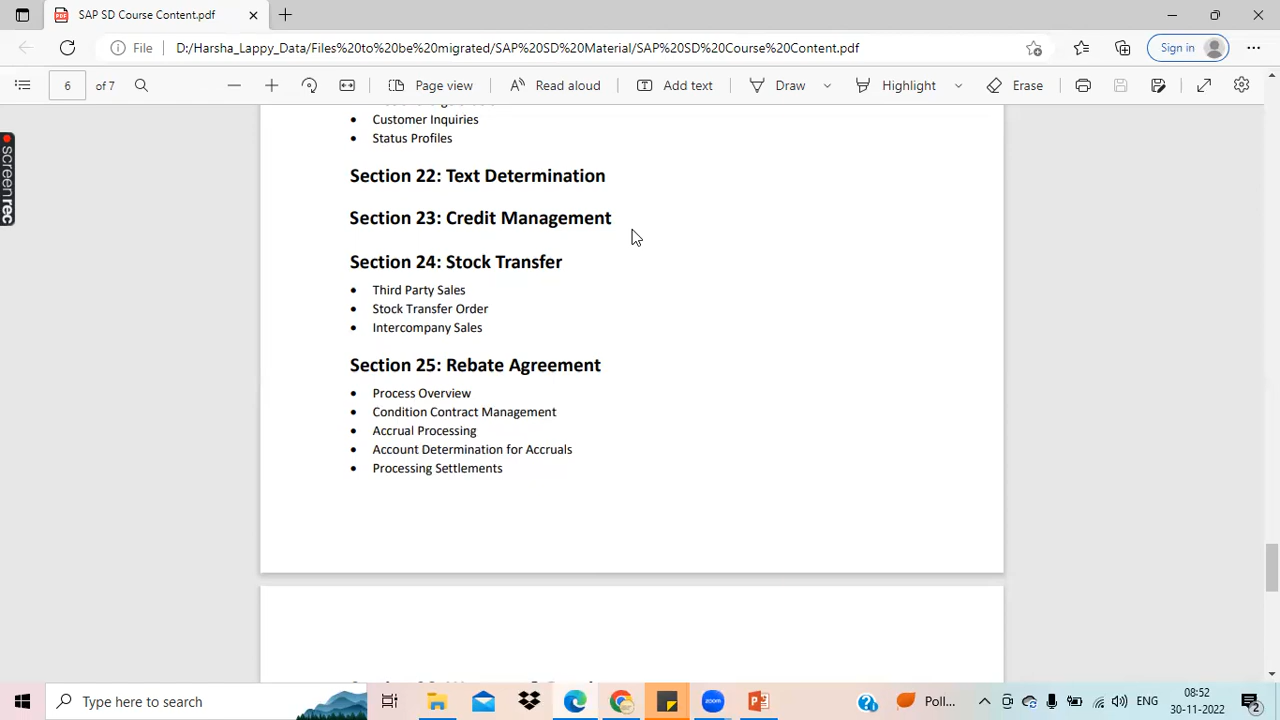 SAP SD Course Content.pdf
File
D:/Harsha_Lappy_Data/Files%20to%20be%20migrated/SAP%20SD%20Material/SAP%20SD%20Course%20Content.pdf
Sign in
6 of 7
Page view
Read aloud
Add text
Draw
Highlight
Erase
• Customer Inquiries
• Status Profiles
Section 22: Text Determination
Section 23: Credit Management
Section 24: Stock Transfer
• Third Party Sales
• Stock Transfer Order
• Intercompany Sales
Section 25: Rebate Agreement
• Process Overview
• Condition Contract Management
• Accrual Processing
• Account Determination for Accruals
• Processing Settlements
screenrec
Type here to search
zoom
Poll...
ENG
08:52
30-11-2022
2